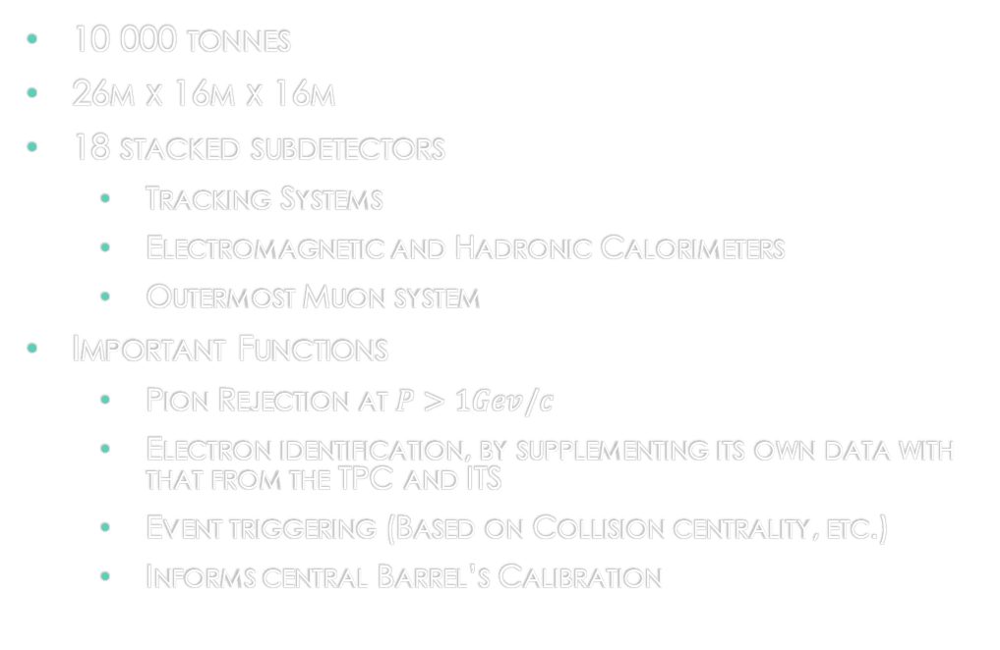 • 10 000 tonnes
• 26m x 16m x 16m
• 18 stacked subdetectors
• Tracking Systems
• Electromagnetic and Hadronic Calorimeters
• Outermost Muon system
• Important Functions
• Pion Rejection at P > 1Gev/c
• Electron identification, by supplementing its own data with
that from the TPC and ITS
• Event triggering (Based on Collision centrality, etc.)
• Informs central Barrel's Calibration